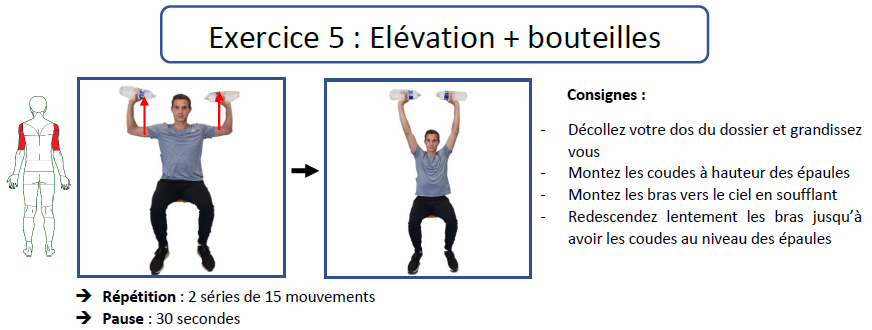 Exercice 5 : Elévation + bouteilles
Consignes :
- Décollez votre dos du dossier et grandissez
vous
- Montez les coudes à hauteur des épaules
- Montez les bras vers le ciel en soufflant
- Redescendez lentement les bras jusqu’à
avoir les coudes au niveau des épaules
➔ Répétition : 2 séries de 15 mouvements
➔ Pause : 30 secondes